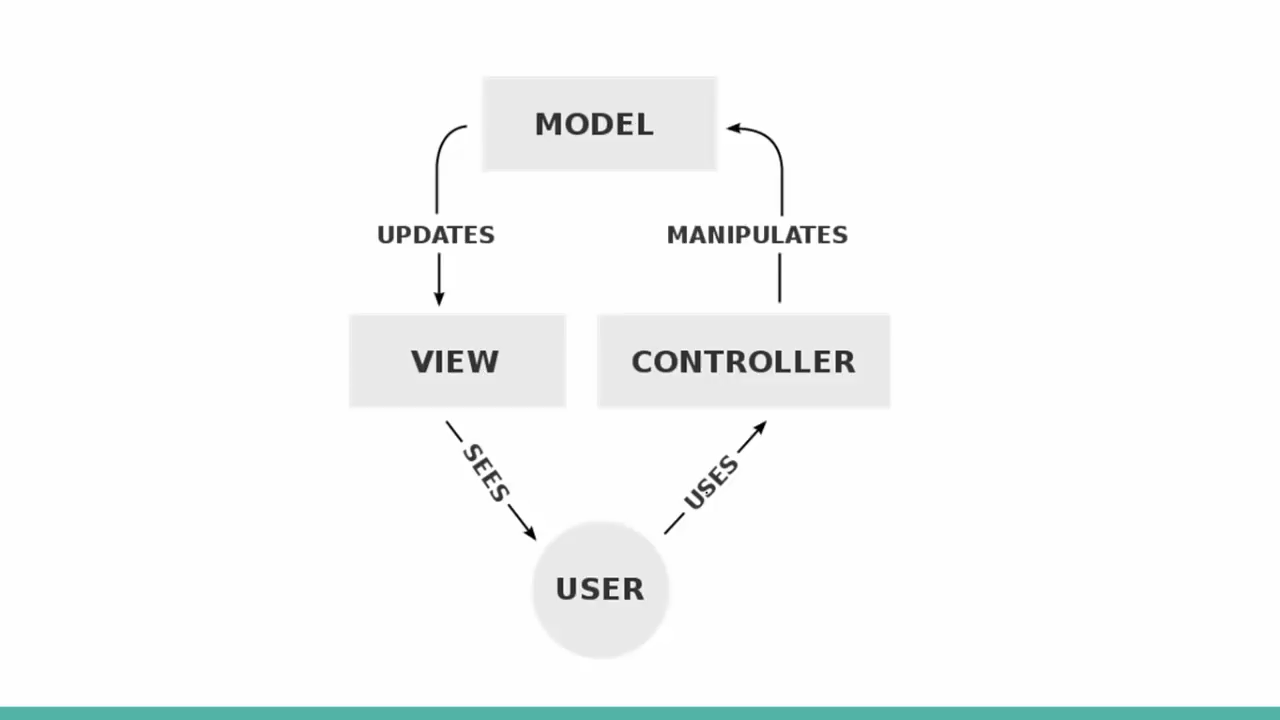 MODEL
UPDATES
MANIPULATES
VIEW
CONTROLLER
SEES
USES
USER